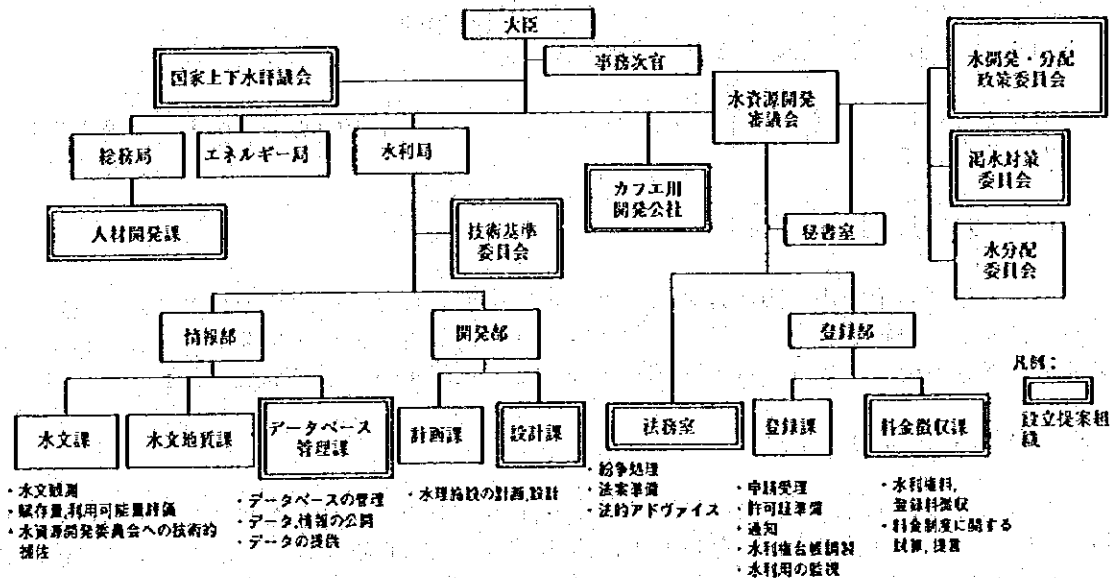 大臣
事務次官
国家上下水評議会
水資源開発
審議会
水開発・分配
政策委員会
総務局
エネルギー局
水利局
カフエ川
開発公社
渇水対策
委員会
人材開発課
技術基準
委員会
秘書室
水分配
委員会
情報部
開発部
登録部
凡例:
設立提案組
織
水文課
水文地質課
データベース
管理課
計画課
設計課
法務室
登録課
料金徴収課
・水文観測
・賦存量,利用可能量評価
・水資源開発委員会への技術的
補佐
・データベースの管理
・データ,情報の公開
・データの提供
・水理施設の計画,設計
・紛争処理
・法案準備
・法的アドヴァイス
・申請受理
・許可証準備
・通知
・水利権台帳調製
・水利用の監視
・水利権料,
登録料徴収
・料金制度に関する
試算,提言